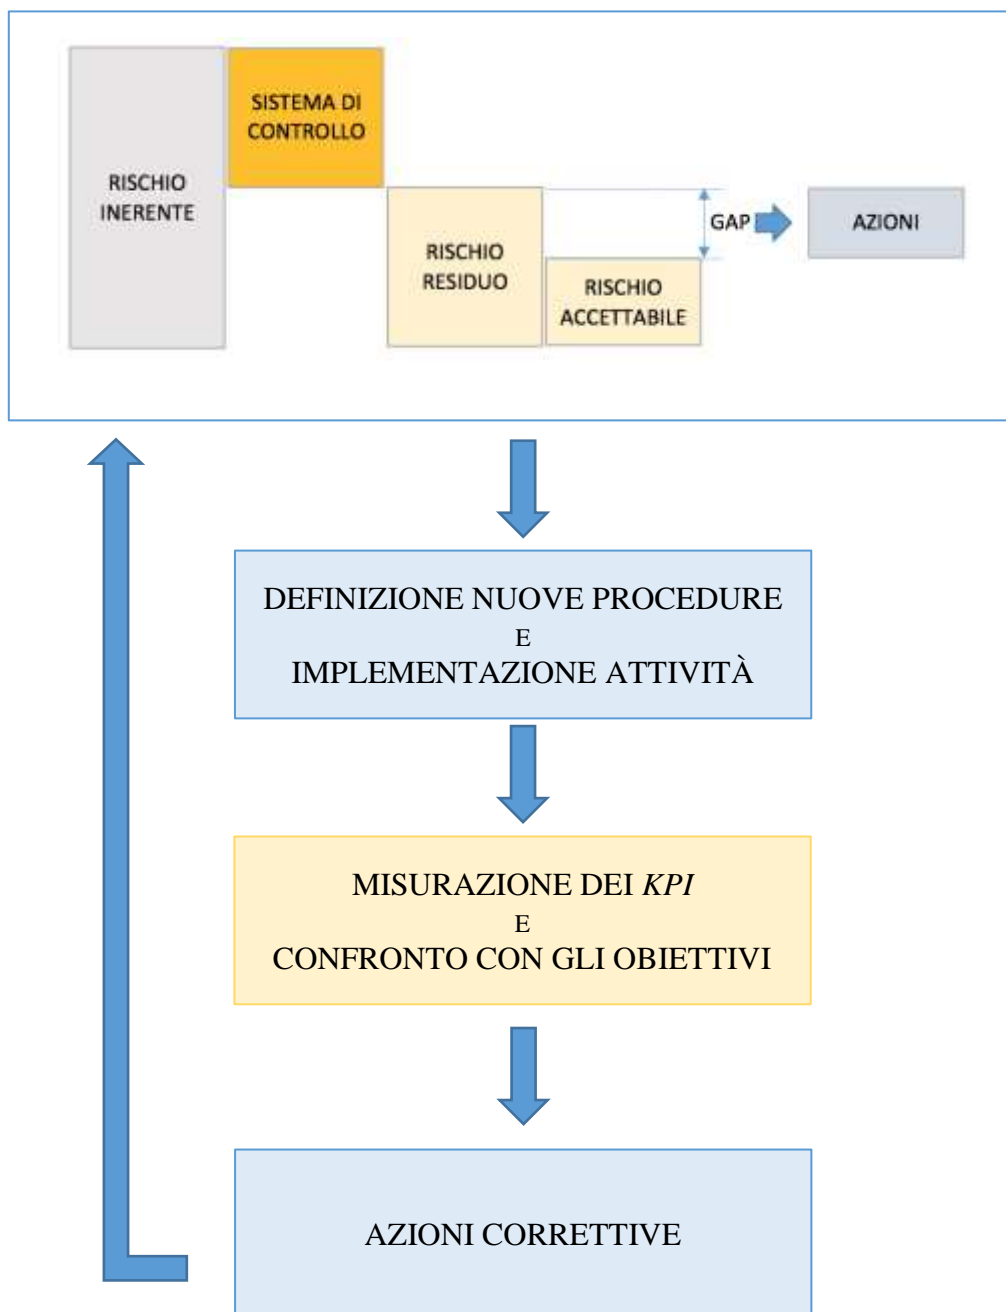 SISTEMA DI
CONTROLLO
RISCHIO
INERENTE
RISCHIO
RESIDUO
GAP
AZIONI
RISCHIO
ACCETTABILE
DEFINIZIONE NUOVE PROCEDURE
E
IMPLEMENTAZIONE ATTIVITÀ
MISURAZIONE DEI KPI
E
CONFRONTO CON GLI OBIETTIVI
AZIONI CORRETTIVE